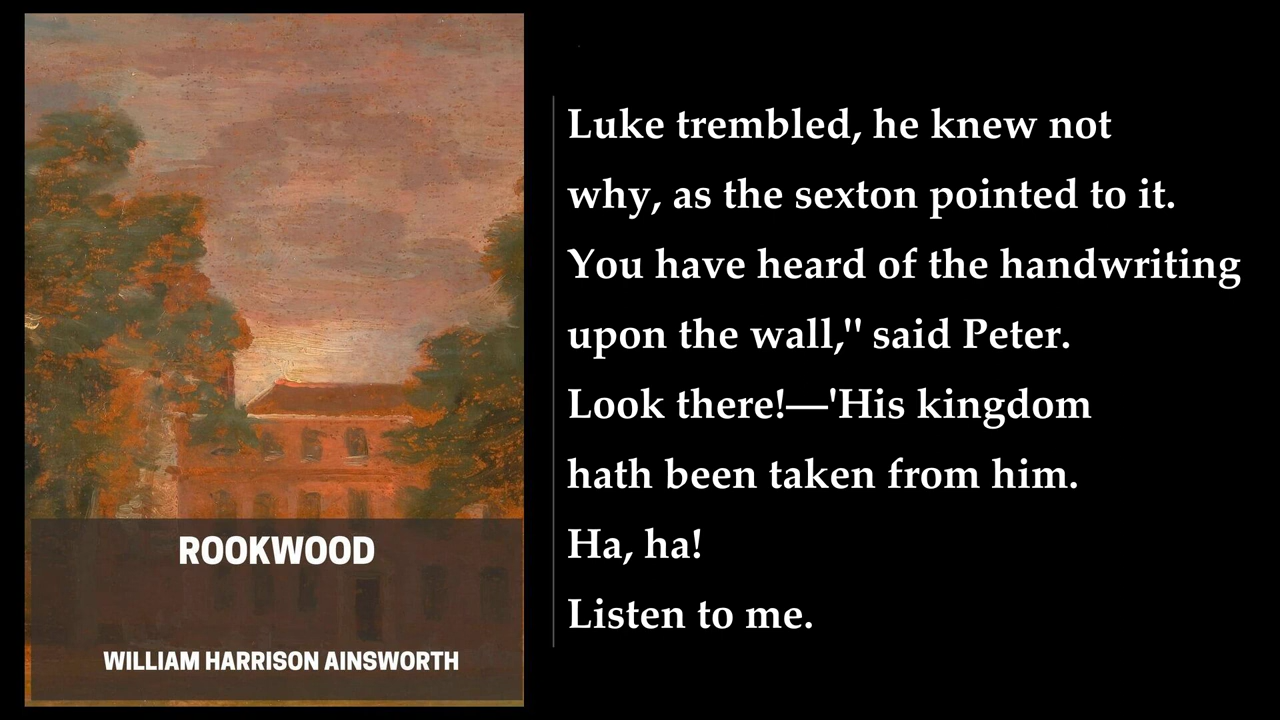 ROOKWOOD
WILLIAM HARRISON AINSWORTH
Luke trembled, he knew not
why, as the sexton pointed to it.
You have heard of the handwriting
upon the wall," said Peter.
Look there!—'His kingdom
hath been taken from him.
Ha, ha!
Listen to me.